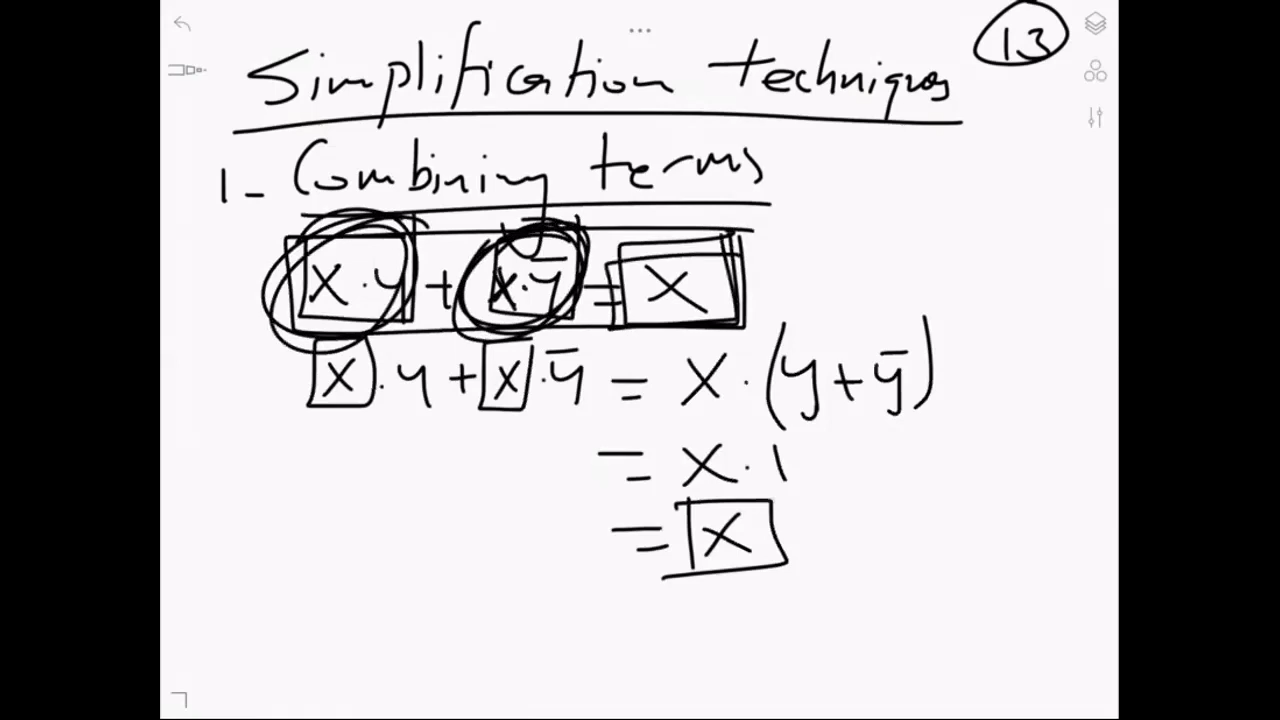 Simplification techniques
13
1- Combining terms
x·y + x·ȳ = x
x·y + x·ȳ = x·(y+ȳ)
= x·1
= x